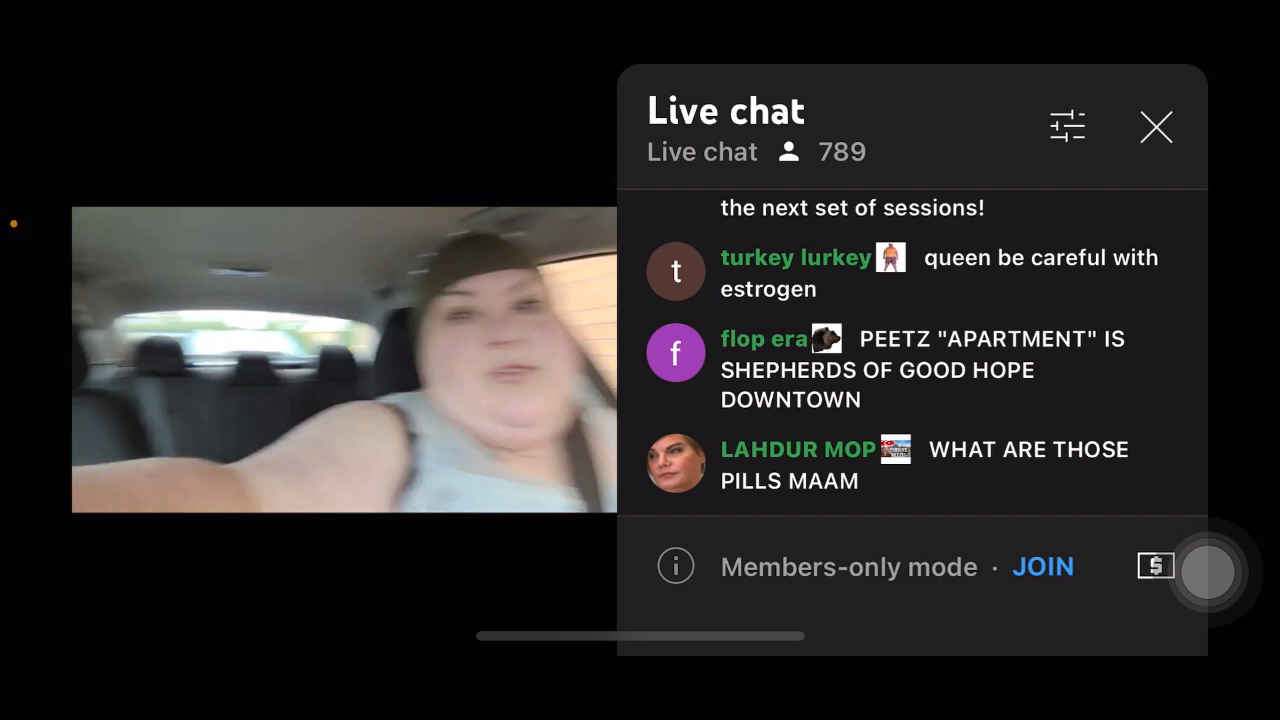 Live chat
Live chat 789
the next set of sessions!
t turkey lurkey queen be careful with
estrogen
f flop era PEETZ "APARTMENT" IS
SHEPHERDS OF GOOD HOPE
DOWNTOWN
LAHDUR MOP WHAT ARE THOSE
PILLS MAAM
Members-only mode · JOIN